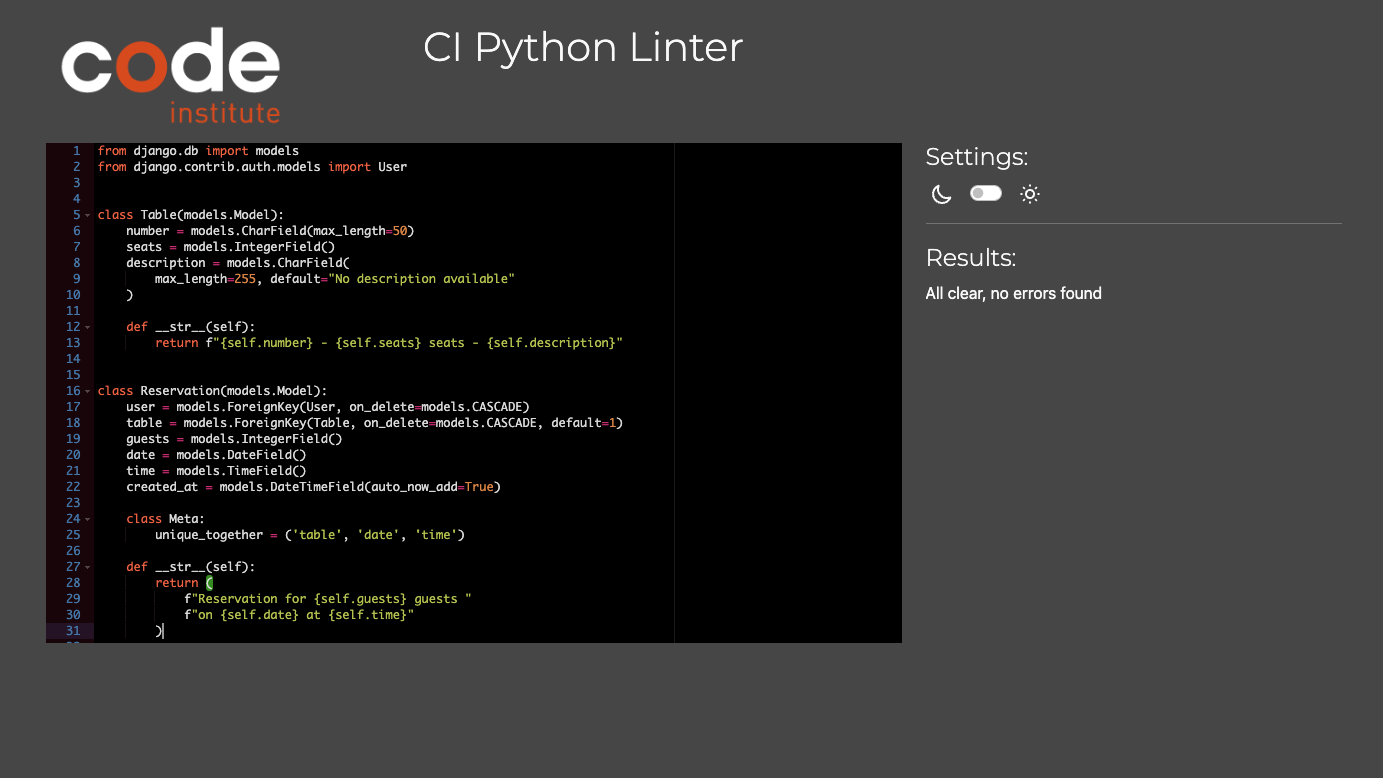 code
institute
CI Python Linter
1 from django.db import models
2 from django.contrib.auth.models import User
3
4
5 class Table(models.Model):
6     number = models.CharField(max_length=50)
7     seats = models.IntegerField()
8     description = models.CharField(
9         max_length=255, default="No description available"
10     )
11
12     def __str__(self):
13         return f"{self.number} - {self.seats} seats - {self.description}"
14
15
16 class Reservation(models.Model):
17     user = models.ForeignKey(User, on_delete=models.CASCADE)
18     table = models.ForeignKey(Table, on_delete=models.CASCADE, default=1)
19     guests = models.IntegerField()
20     date = models.DateField()
21     time = models.TimeField()
22     created_at = models.DateTimeField(auto_now_add=True)
23
24     class Meta:
25         unique_together = ('table', 'date', 'time')
26
27     def __str__(self):
28         return (
29             f"Reservation for {self.guests} guests "
30             f"on {self.date} at {self.time}"
31         )
Settings:
Results:
All clear, no errors found